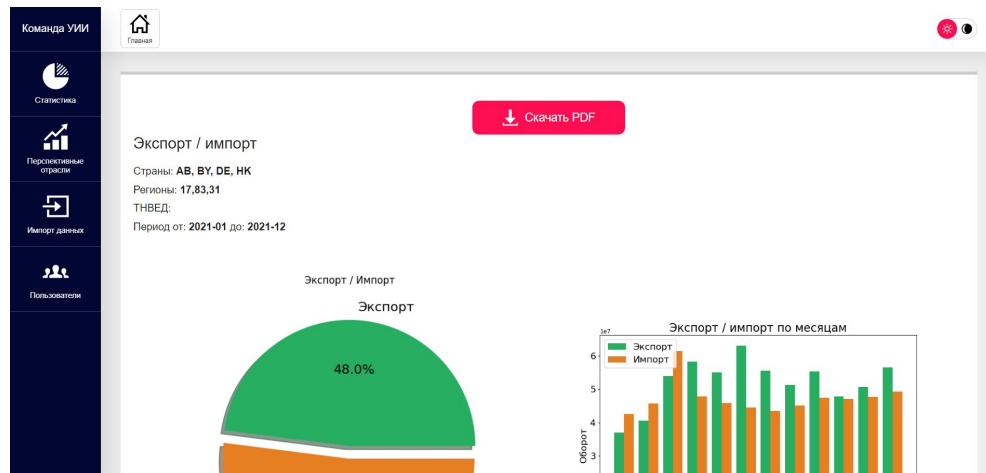 Команда УИИ
Главная
Статистика
Перспективные
отрасли
Импорт данных
Пользователи
Скачать PDF
Экспорт / импорт
Страны: AB, BY, DE, HK
Регионы: 17,83,31
ТНВЕД:
Период от: 2021-01 до: 2021-12
Экспорт / Импорт
Экспорт
48.0%
Экспорт / импорт по месяцам
1e7
Экспорт
Импорт
6
5
4
3
Оборот